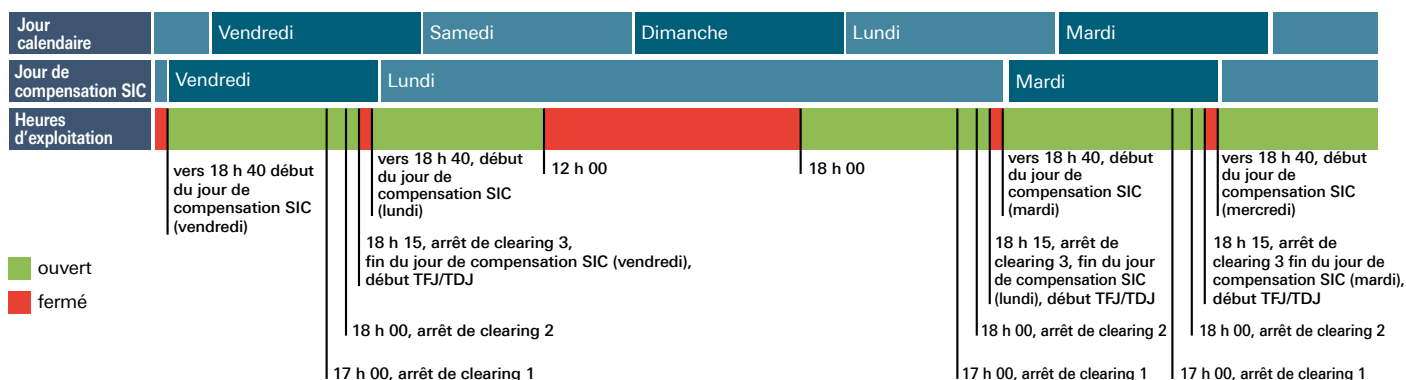 Jour
calendaire
Vendredi
Samedi
Dimanche
Lundi
Mardi
Jour de
compensation SIC
Vendredi
Lundi
Mardi
Heures
d'exploitation
vers 18 h 40 début
du jour de
compensation SIC
(vendredi)
vers 18 h 40, début
du jour de
compensation SIC
(lundi)
12 h 00
18 h 00
vers 18 h 40, début
du jour de
compensation SIC
(mardi)
vers 18 h 40, début
du jour de
compensation SIC
(mercredi)
18 h 15, arrêt de clearing 3,
fin du jour de compensation SIC (vendredi),
début TFJ/TDJ
18 h 15, arrêt de
clearing 3, fin du jour
de compensation SIC
(lundi), début TFJ/TDJ
18 h 15, arrêt de
clearing 3 fin du jour de
compensation SIC (mardi),
début TFJ/TDJ
ouvert
fermé
18 h 00, arrêt de clearing 2
18 h 00, arrêt de clearing 2
18 h 00, arrêt de clearing 2
17 h 00, arrêt de clearing 1
17 h 00, arrêt de clearing 1
17 h 00, arrêt de clearing 1